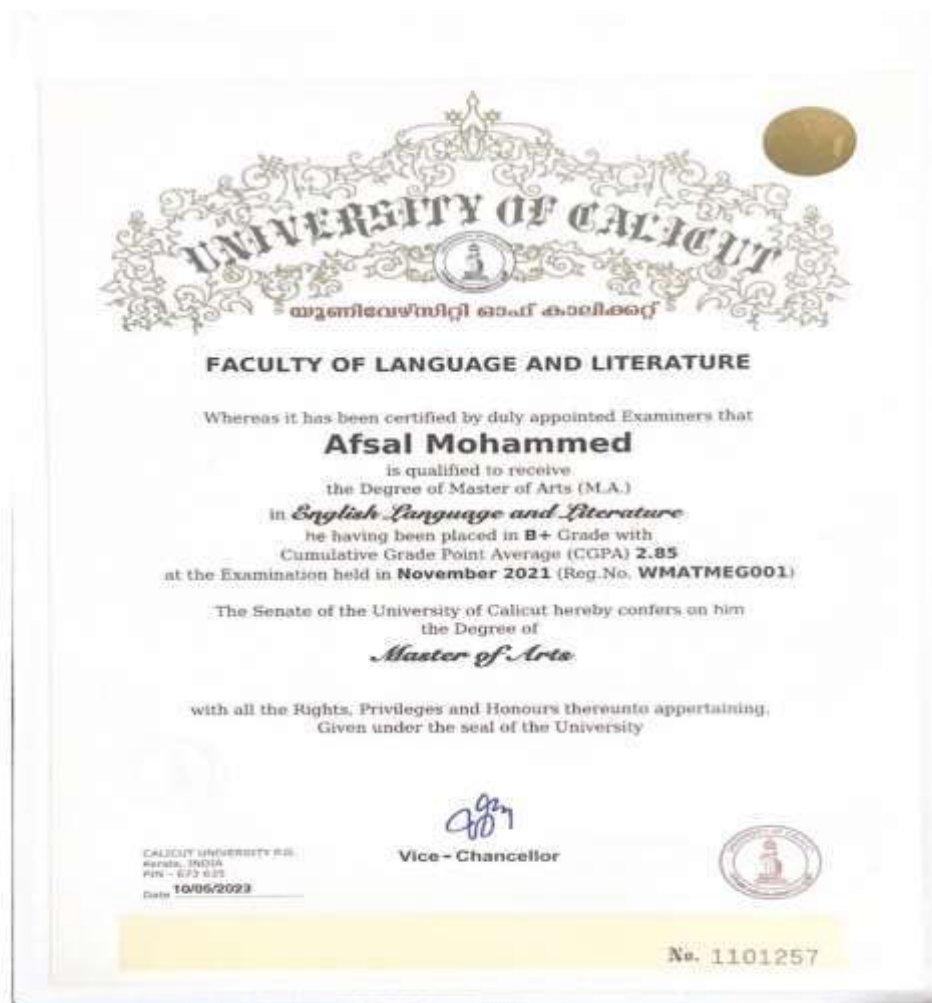 UNIVERSITY OF CALICUT
യൂണിവേഴ്സിറ്റി ഓഫ് കാലിക്കറ്റ്
FACULTY OF LANGUAGE AND LITERATURE
Whereas it has been certified by duly appointed Examiners that
Afsal Mohammed
is qualified to receive
the Degree of Master of Arts (M.A.)
in English Language and Literature
he having been placed in B+ Grade with
Cumulative Grade Point Average (CGPA) 2.85
at the Examination held in November 2021 (Reg.No. WMATMEG001)
The Senate of the University of Calicut hereby confers on him
the Degree of
Master of Arts
with all the Rights, Privileges and Honours thereunto appertaining.
Given under the seal of the University
Vice-Chancellor
CALICUT UNIVERSITY P.O.
Kerala, INDIA
PIN - 673 635
Date 10/05/2023
No. 1101257